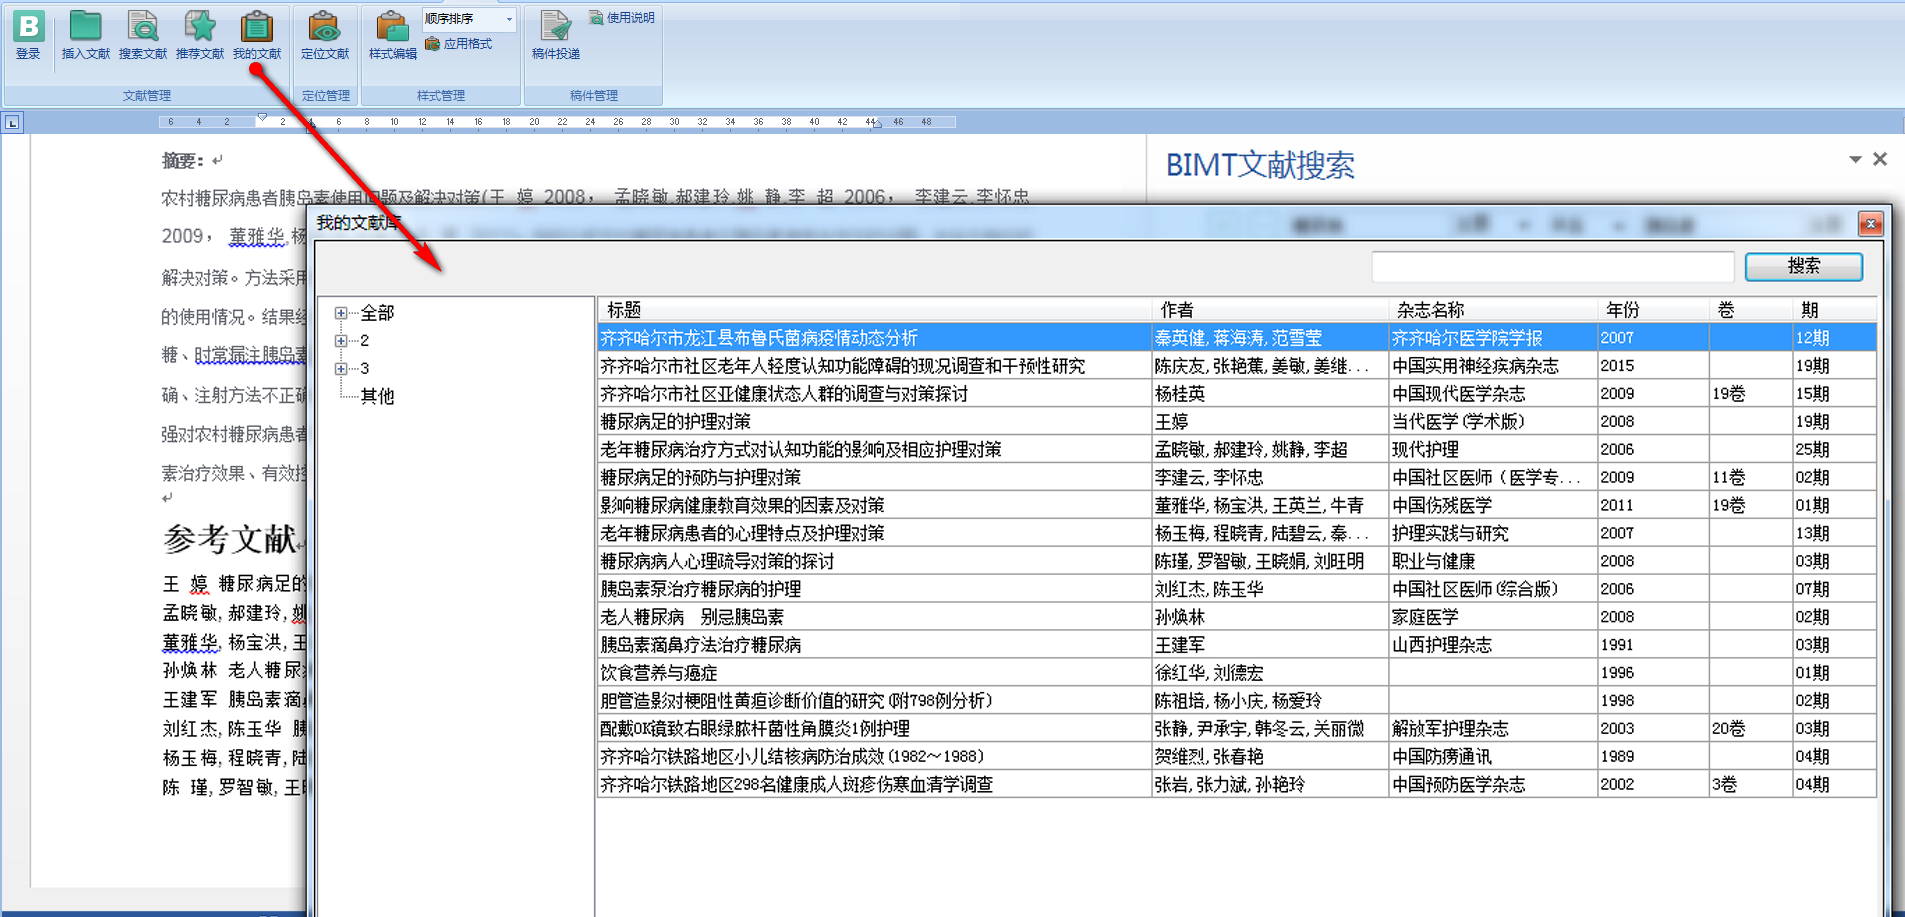 B
登录
插入文献
搜索文献
推荐文献
我的文献
文献管理
定位文献
定位管理
样式编辑
顺序排序
应用格式
样式管理
稿件投递
使用说明
稿件管理
6 4 2 2 4 6 8 10 12 14 16 18 20 22 24 26 28 30 32 34 36 38 40 42 44 46 48
摘要：
农村糖尿病患者胰岛素使用问题及解决对策(王 婷 2008， 孟晓敏,郝建玲,姚 静,李 超 2006， 李建云,李怀忠
2009， 董雅华,杨
解决对策。方法采用
的使用情况。结果经
糖、时常漏注胰岛素
确、注射方法不正确
强对农村糖尿病患者
素治疗效果、有效控
参考文献
王 婷 糖尿病足的
孟晓敏,郝建玲,姚
董雅华,杨宝洪,王
孙焕林 老人糖尿
王建军 胰岛素滴鼻
刘红杰,陈玉华 胰
杨玉梅,程晓青,陆
陈 瑾,罗智敏,王晓
BIMT文献搜索
我的文献库
搜索
全部
2
3
其他
标题 作者 杂志名称 年份 卷 期
齐齐哈尔市龙江县布鲁氏菌病疫情动态分析 秦英健,蒋海涛,范雪莹 齐齐哈尔医学院学报 2007 12期
齐齐哈尔市社区老年人轻度认知功能障碍的现况调查和干预性研究 陈庆友,张艳蕉,姜敏,姜继... 中国实用神经疾病杂志 2015 19期
齐齐哈尔市社区亚健康状态人群的调查与对策探讨 杨桂英 中国现代医学杂志 2009 19卷 15期
糖尿病足的护理对策 王婷 当代医学(学术版) 2008 19期
老年糖尿病治疗方式对认知功能的影响及相应护理对策 孟晓敏,郝建玲,姚静,李超 现代护理 2006 25期
糖尿病足的预防与护理对策 李建云,李怀忠 中国社区医师（医学专... 2009 11卷 02期
影响糖尿病健康教育效果的因素及对策 董雅华,杨宝洪,王英兰,牛青 中国伤残医学 2011 19卷 01期
老年糖尿病患者的心理特点及护理对策 杨玉梅,程晓青,陆碧云,秦... 护理实践与研究 2007 13期
糖尿病病人心理疏导对策的探讨 陈瑾,罗智敏,王晓娟,刘旺明 职业与健康 2008 03期
胰岛素泵治疗糖尿病的护理 刘红杰,陈玉华 中国社区医师(综合版) 2006 07期
老人糖尿病 别忌胰岛素 孙焕林 家庭医学 2008 02期
胰岛素滴鼻疗法治疗糖尿病 王建军 山西护理杂志 1991 03期
饮食营养与癌症 徐红华,刘德宏 1996 01期
胆管造影对梗阻性黄疸诊断价值的研究(附798例分析) 陈祖培,杨小庆,杨爱玲 1998 02期
配戴OK镜致右眼绿脓杆菌性角膜炎1例护理 张静,尹承宇,韩冬云,关丽微 解放军护理杂志 2003 20卷 03期
齐齐哈尔铁路地区小儿结核病防治成效(1982～1988) 贺维烈,张春艳 中国防痨通讯 1989 04期
齐齐哈尔铁路地区298名健康成人斑疹伤寒血清学调查 张岩,张力斌,孙艳玲 中国预防医学杂志 2002 3卷 04期